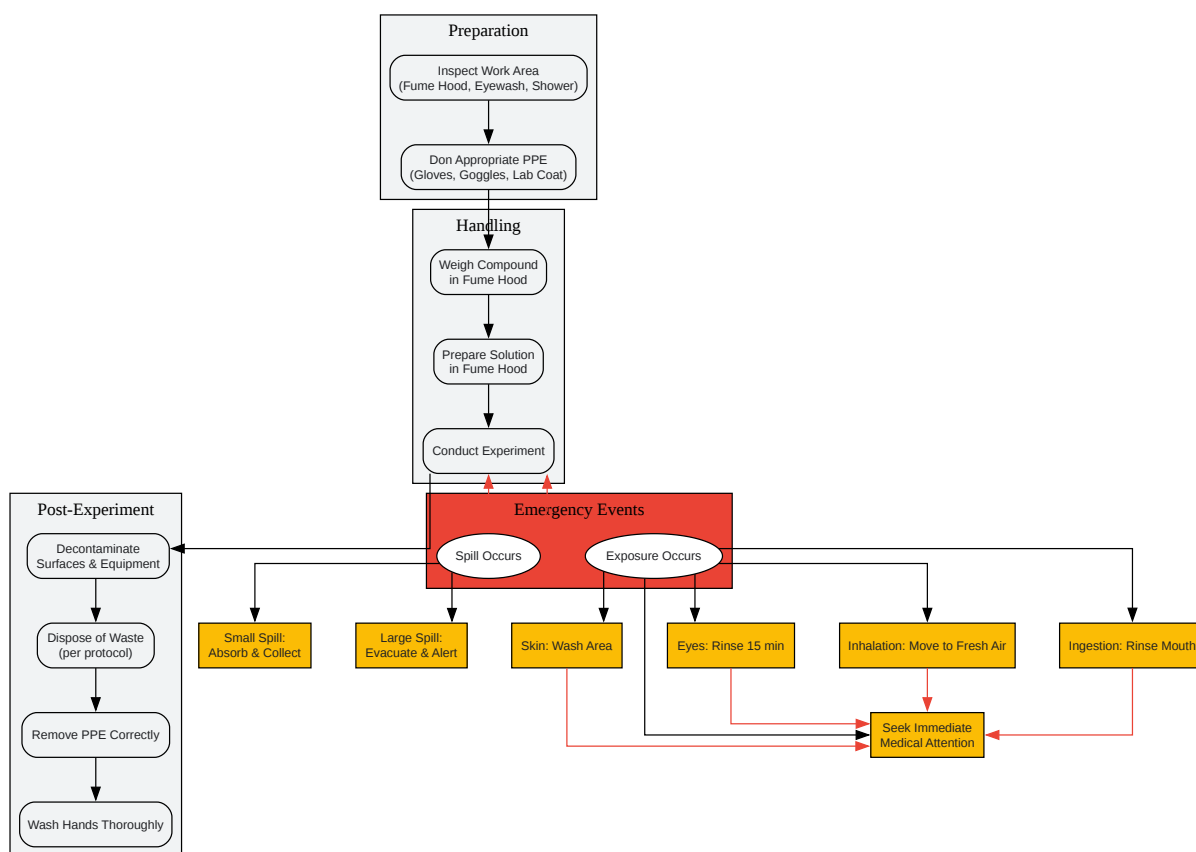 Preparation
Inspect Work Area
(Fume Hood, Eyewash, Shower)
Don Appropriate PPE
(Gloves, Goggles, Lab Coat)
Handling
Weigh Compound
in Fume Hood
Prepare Solution
in Fume Hood
Conduct Experiment
Post-Experiment
Decontaminate
Surfaces & Equipment
Dispose of Waste
(per protocol)
Remove PPE Correctly
Wash Hands Thoroughly
Emergency Events
Spill Occurs
Exposure Occurs
Small Spill:
Absorb & Collect
Large Spill:
Evacuate & Alert
Skin: Wash Area
Eyes: Rinse 15 min
Inhalation: Move to Fresh Air
Ingestion: Rinse Mouth
Seek Immediate
Medical Attention